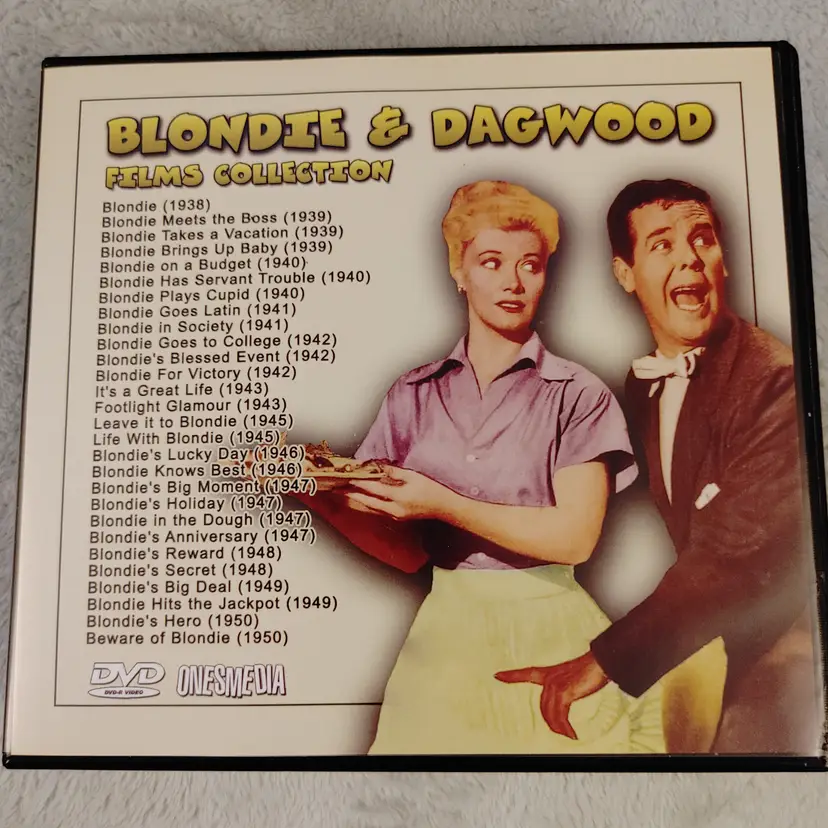 BLONDIE & DAGWOOD
FILMS COLLECTION
Blondie (1938)
Blondie Meets the Boss (1939)
Blondie Takes a Vacation (1939)
Blondie Brings Up Baby (1939)
Blondie on a Budget (1940)
Blondie Has Servant Trouble (1940)
Blondie Plays Cupid (1940)
Blondie Goes Latin (1941)
Blondie in Society (1941)
Blondie Goes to College (1942)
Blondie's Blessed Event (1942)
Blondie For Victory (1942)
It's a Great Life (1943)
Footlight Glamour (1943)
Leave it to Blondie (1945)
Life With Blondie (1945)
Blondie's Lucky Day (1946)
Blondie Knows Best (1946)
Blondie's Big Moment (1947)
Blondie's Holiday (1947)
Blondie in the Dough (1947)
Blondie's Anniversary (1947)
Blondie's Reward (1948)
Blondie's Secret (1948)
Blondie's Big Deal (1949)
Blondie Hits the Jackpot (1949)
Blondie's Hero (1950)
Beware of Blondie (1950)
DVD ONESMEDIA
DVD-R VIDEO